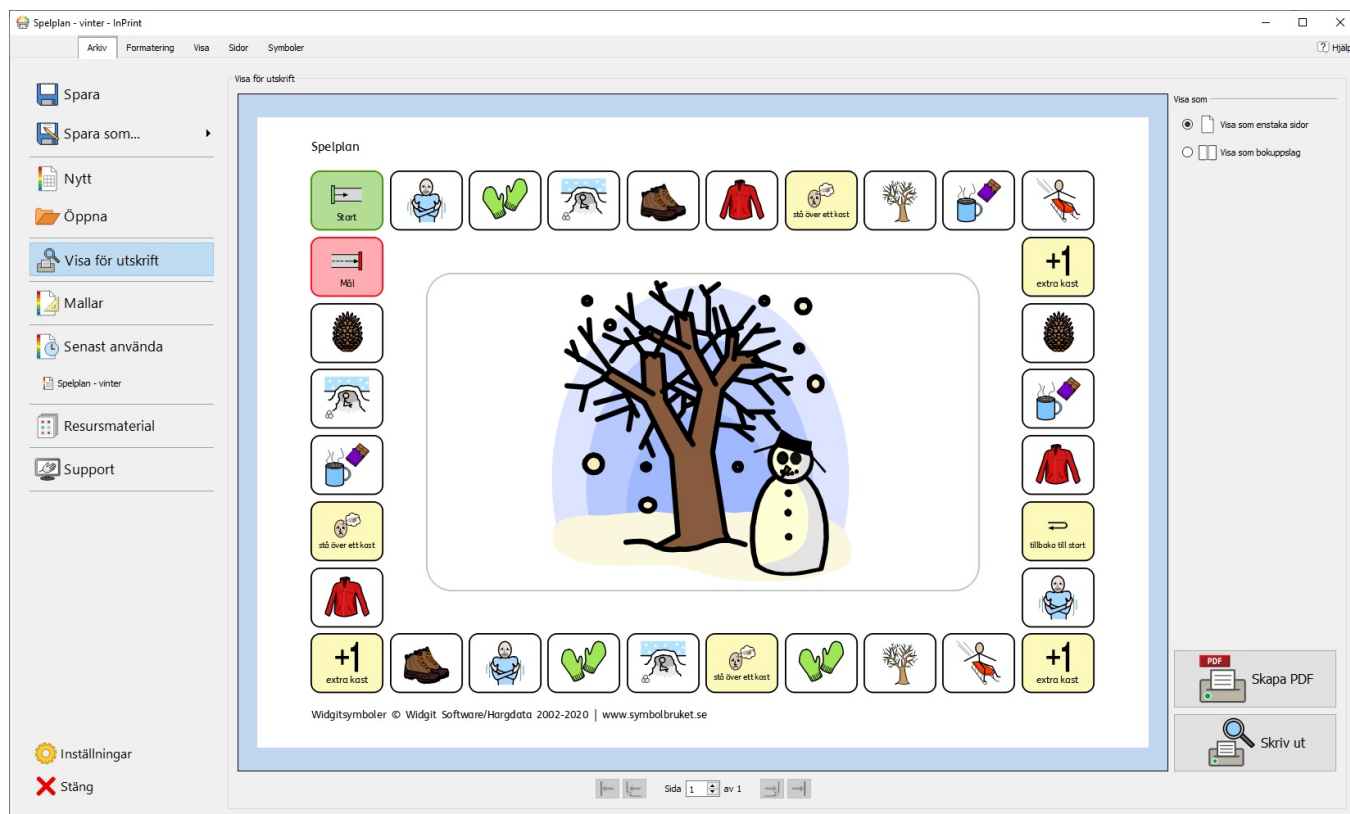 Spelplan - vinter - InPrint
Arkiv Formatering Visa Sidor Symboler Hjälp
Spara
Spara som...
Nytt
Öppna
Visa för utskrift
Mallar
Senast använda
Spelplan - vinter
Resursmaterial
Support
Inställningar
Stäng
Visa för utskrift
Spelplan
Start
stå över ett kast
Mål
+1
extra kast
stå över ett kast
tillbaka till start
+1
extra kast
stå över ett kast
+1
extra kast
Widgitsymboler © Widgit Software/Hargdata 2002-2020 | www.symbolbruket.se
Sida 1 av 1
Visa som
Visa som enstaka sidor
Visa som bokuppslag
PDF
Skapa PDF
Skriv ut